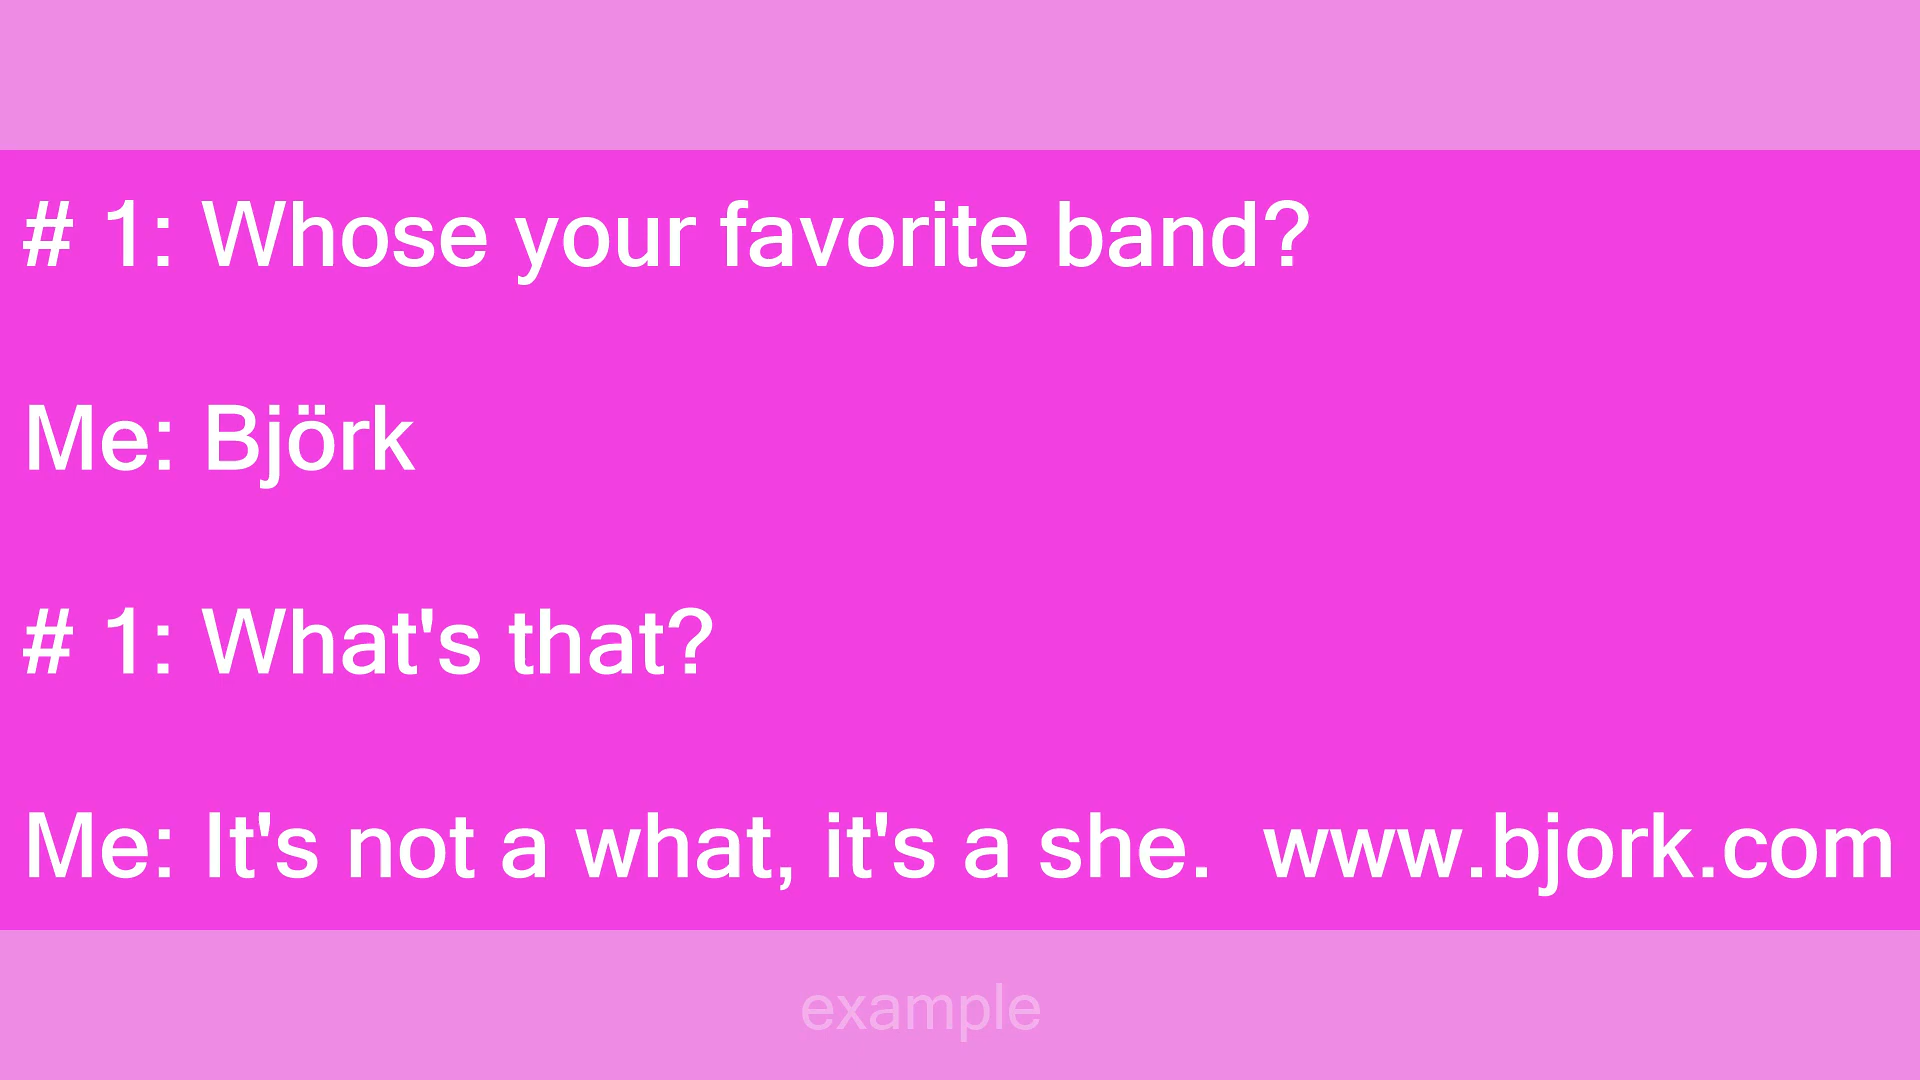 # 1: Whose your favorite band?
Me: Björk
# 1: What's that?
Me: It's not a what, it's a she.  www.bjork.com
example